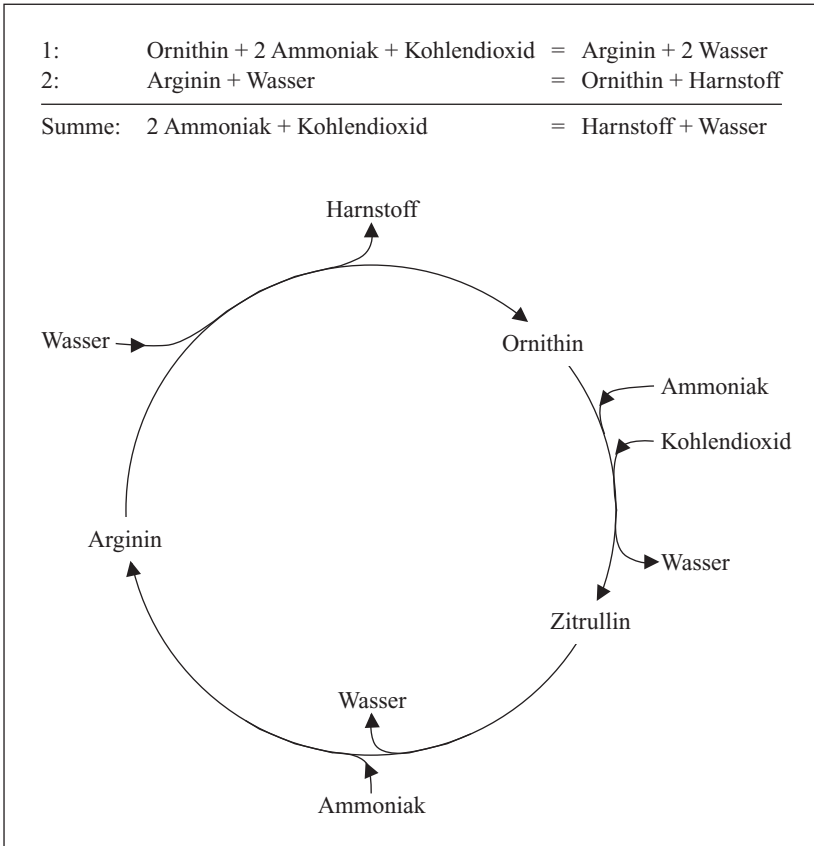 1: Ornithin + 2 Ammoniak + Kohlendioxid = Arginin + 2 Wasser
2: Arginin + Wasser = Ornithin + Harnstoff
Summe: 2 Ammoniak + Kohlendioxid = Harnstoff + Wasser
Harnstoff
Wasser
Ornithin
Ammoniak
Kohlendioxid
Arginin
Wasser
Zitrullin
Wasser
Ammoniak